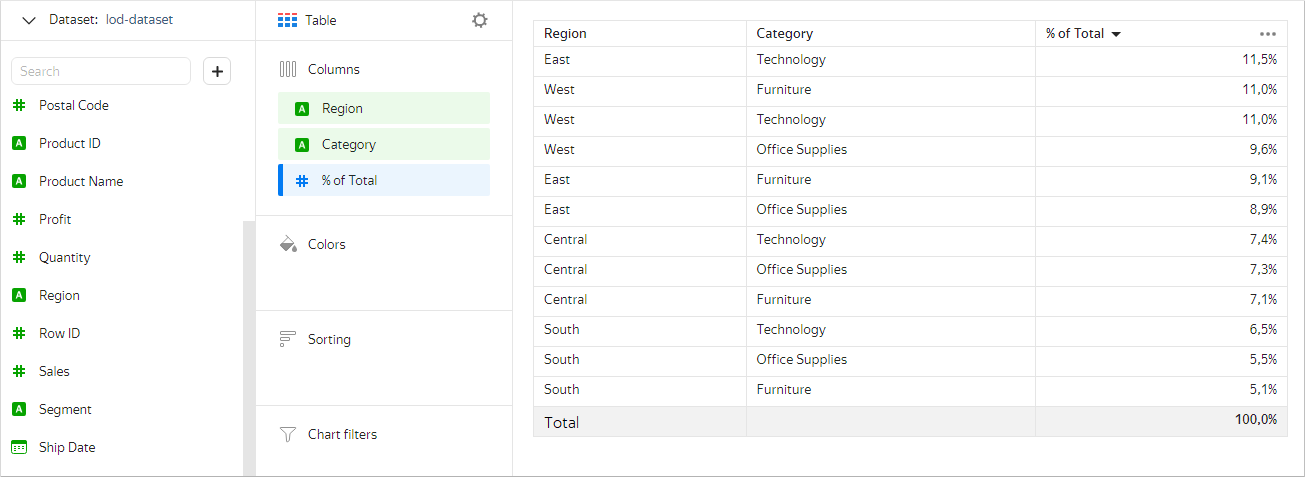 Dataset: lod-dataset
Search
Postal Code
Product ID
Product Name
Profit
Quantity
Region
Row ID
Sales
Segment
Ship Date
Table
Columns
Region
Category
% of Total
Colors
Sorting
Chart filters
Region Category % of Total
East Technology 11,5%
West Furniture 11,0%
West Technology 11,0%
West Office Supplies 9,6%
East Furniture 9,1%
East Office Supplies 8,9%
Central Technology 7,4%
Central Office Supplies 7,3%
Central Furniture 7,1%
South Technology 6,5%
South Office Supplies 5,5%
South Furniture 5,1%
Total 100,0%